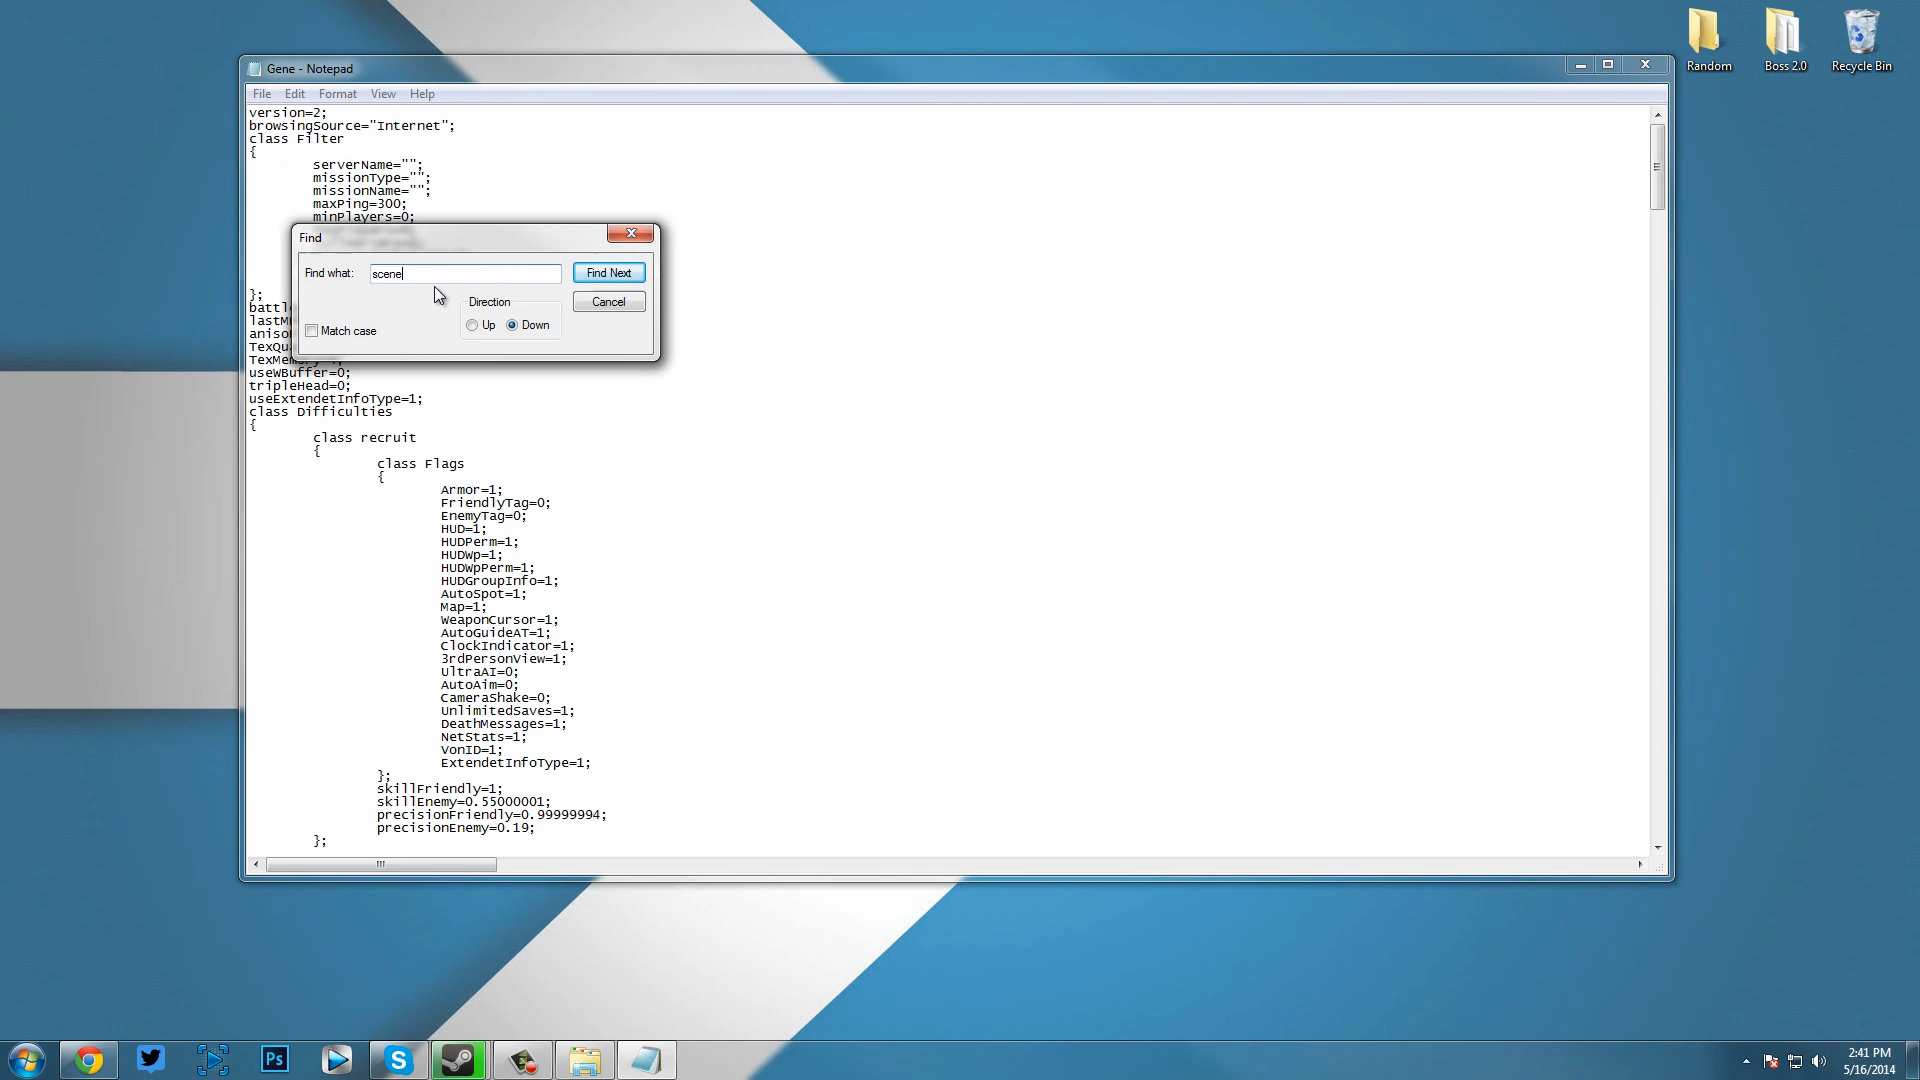 Random
Boss 2.0
Recycle Bin
Gene - Notepad
File Edit Format View Help
version=2;
browsingSource="Internet";
class Filter
{
serverName="";
missionType="";
missionName="";
maxPing=300;
minPlayers=0;
Find
Find what: scene
Find Next
Cancel
Direction
Up Down
Match case
};
battl
lastM
aniso
TexQu
useWBuffer=0;
tripleHead=0;
useExtendetInfoType=1;
class Difficulties
{
class recruit
{
class Flags
{
Armor=1;
FriendlyTag=0;
EnemyTag=0;
HUD=1;
HUDPerm=1;
HUDWp=1;
HUDWpPerm=1;
HUDGroupInfo=1;
AutoSpot=1;
Map=1;
WeaponCursor=1;
AutoGuideAT=1;
ClockIndicator=1;
3rdPersonView=1;
UltraAI=0;
AutoAim=0;
CameraShake=0;
UnlimitedSaves=1;
DeathMessages=1;
NetStats=1;
VonID=1;
ExtendetInfoType=1;
};
skillFriendly=1;
skillEnemy=0.55000001;
precisionFriendly=0.99999994;
precisionEnemy=0.19;
};
Ps
2:41 PM
5/16/2014